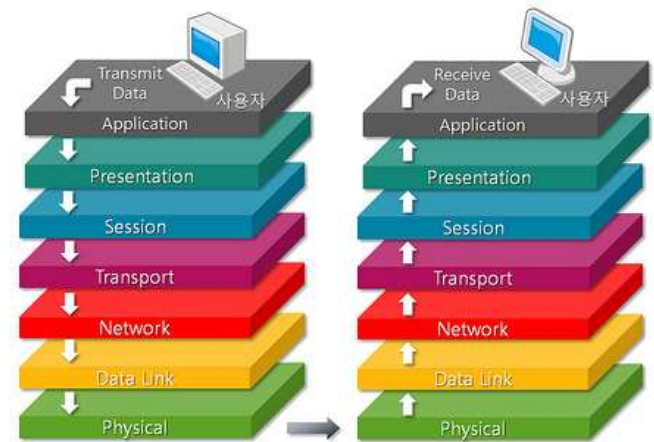 Transmit
Data
사용자
Application
Presentation
Session
Transport
Network
Data Link
Physical
Receive
Data
사용자
Application
Presentation
Session
Transport
Network
Data Link
Physical